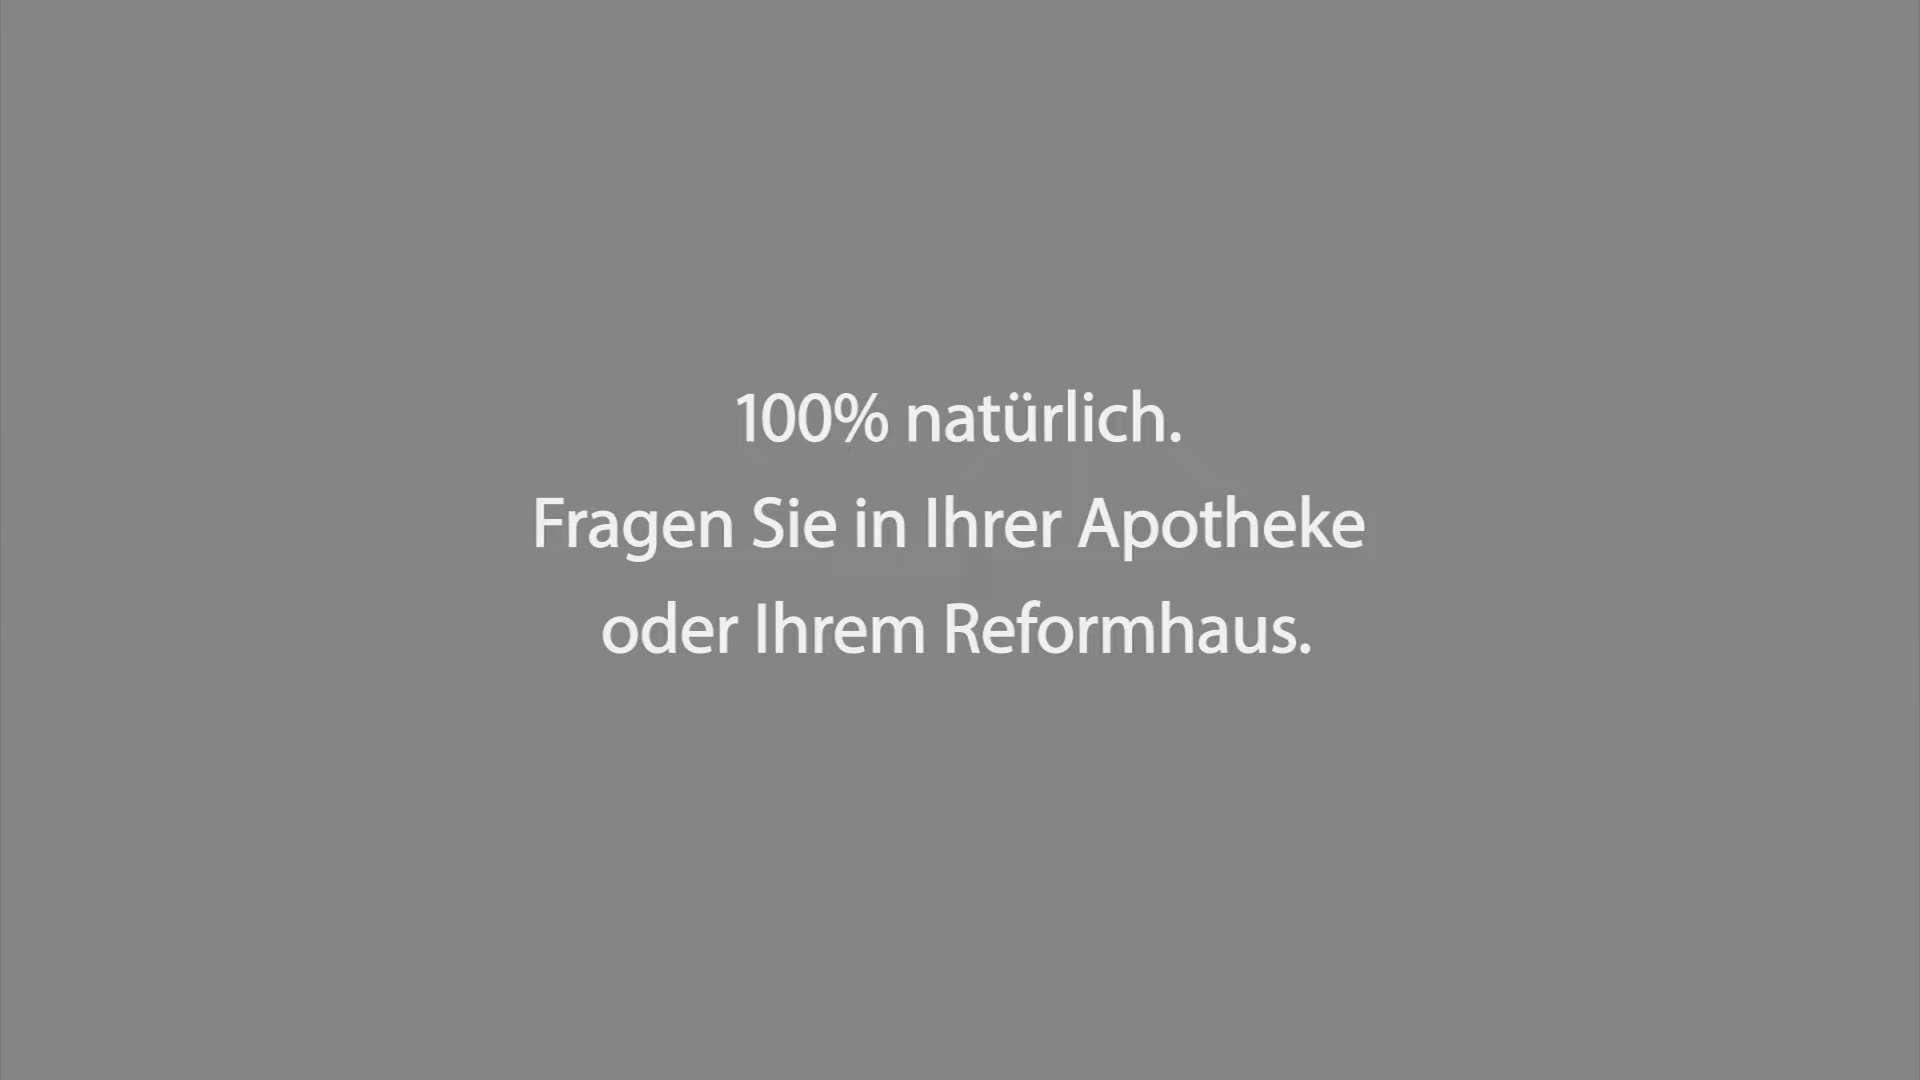 100% natürlich.
Fragen Sie in Ihrer Apotheke
oder Ihrem Reformhaus.